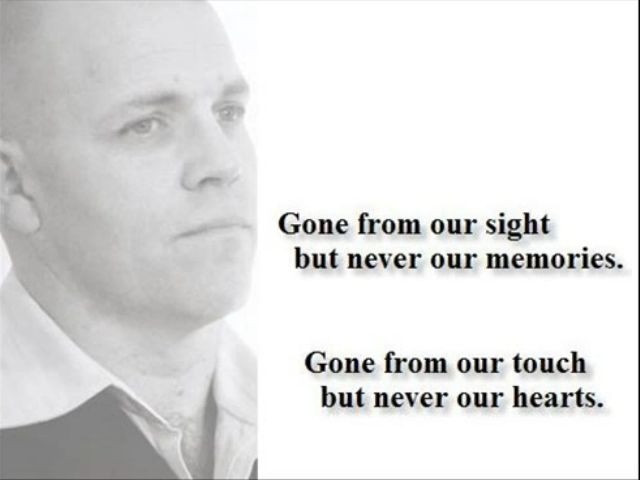 Gone from our sight
but never our memories.
Gone from our touch
but never our hearts.